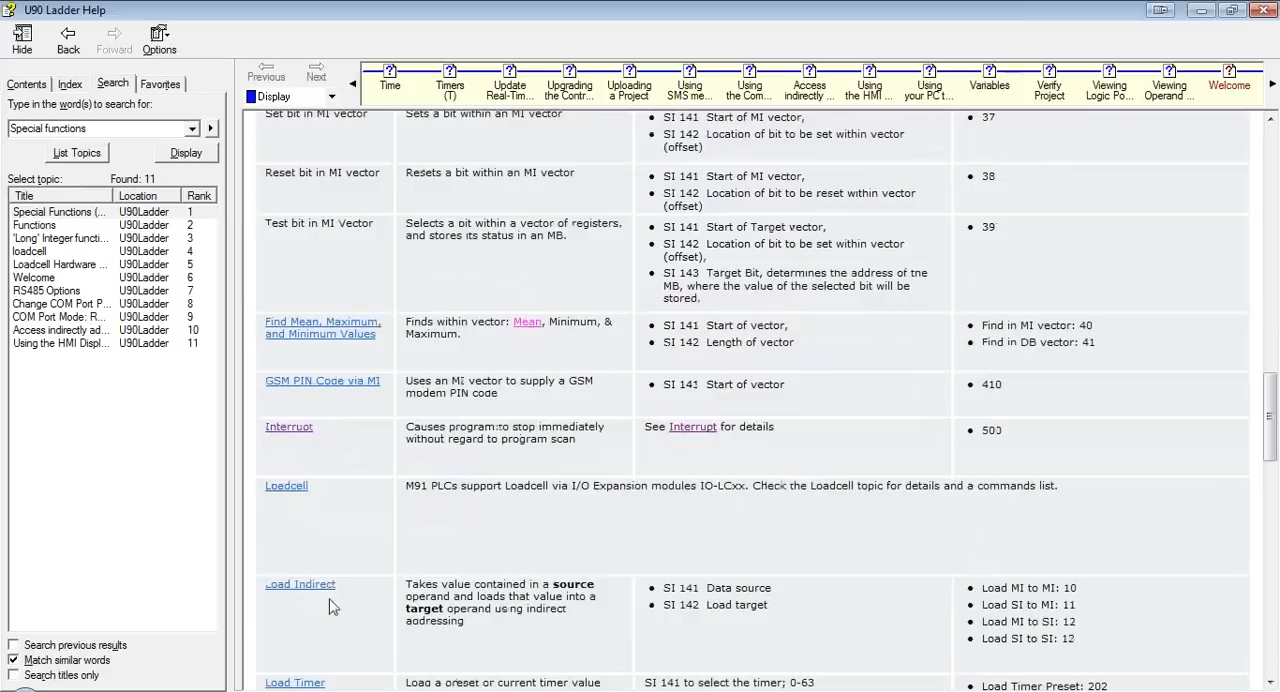 U90 Ladder Help
Hide Back Forward Options
Contents Index Search Favorites
Type in the word(s) to search for:
Special functions
List Topics Display
Select topic: Found: 11
Title Location Rank
Special Functions (... U90Ladder 1
Functions U90Ladder 2
'Long' Integer functi... U90Ladder 3
loadcell U90Ladder 4
Loadcell Hardware ... U90Ladder 5
Welcome U90Ladder 6
RS485 Options U90Ladder 7
Change COM Port P... U90Ladder 8
COM Port Mode: R... U90Ladder 9
Access indirectly ad... U90Ladder 10
Using the HMI Displ... U90Ladder 11
Search previous results
Match similar words
Search titles only
Previous Next
Display
Time
Timers
(T)
Update
Real-Tim...
Upgrading
the Contr...
Uploading
a Project
Using
SMS me...
Using
the Com...
Access
indirectly ...
Using
the HMI ...
Using
your PC t...
Variables
Verify
Project
Viewing
Logic Po...
Viewing
Operand ...
Welcome
Set bit in MI vector
Sets a bit within an MI vector
SI 141 Start of MI vector,
SI 142 Location of bit to be set within vector
(offset)
37
Reset bit in MI vector
Resets a bit within an MI vector
SI 141 Start of MI vector,
SI 142 Location of bit to be reset within vector
(offset)
38
Test bit in MI Vector
Selects a bit within a vector of registers,
and stores its status in an MB.
SI 141 Start of Target vector,
SI 142 Location of bit to be set within vector
(offset),
SI 143 Target Bit, determines the address of the
MB, where the value of the selected bit will be
stored.
39
Find Mean, Maximum,
and Minimum Values
Finds within vector: Mean, Minimum, &
Maximum.
SI 141 Start of vector,
SI 142 Length of vector
Find in MI vector: 40
Find in DB vector: 41
GSM PIN Code via MI
Uses an MI vector to supply a GSM
modem PIN code
SI 141 Start of vector
410
Interrupt
Causes program to stop immediately
without regard to program scan
See Interrupt for details
500
Loadcell
M91 PLCs support Loadcell via I/O Expansion modules IO-LCxx. Check the Loadcell topic for details and a commands list.
Load Indirect
Takes value contained in a source
operand and loads that value into a
target operand using indirect
addressing
SI 141 Data source
SI 142 Load target
Load MI to MI: 10
Load SI to MI: 11
Load MI to SI: 12
Load SI to SI: 12
Load Timer
Load a preset or current timer value
SI 141 to select the timer; 0-63
Load Timer Preset: 202